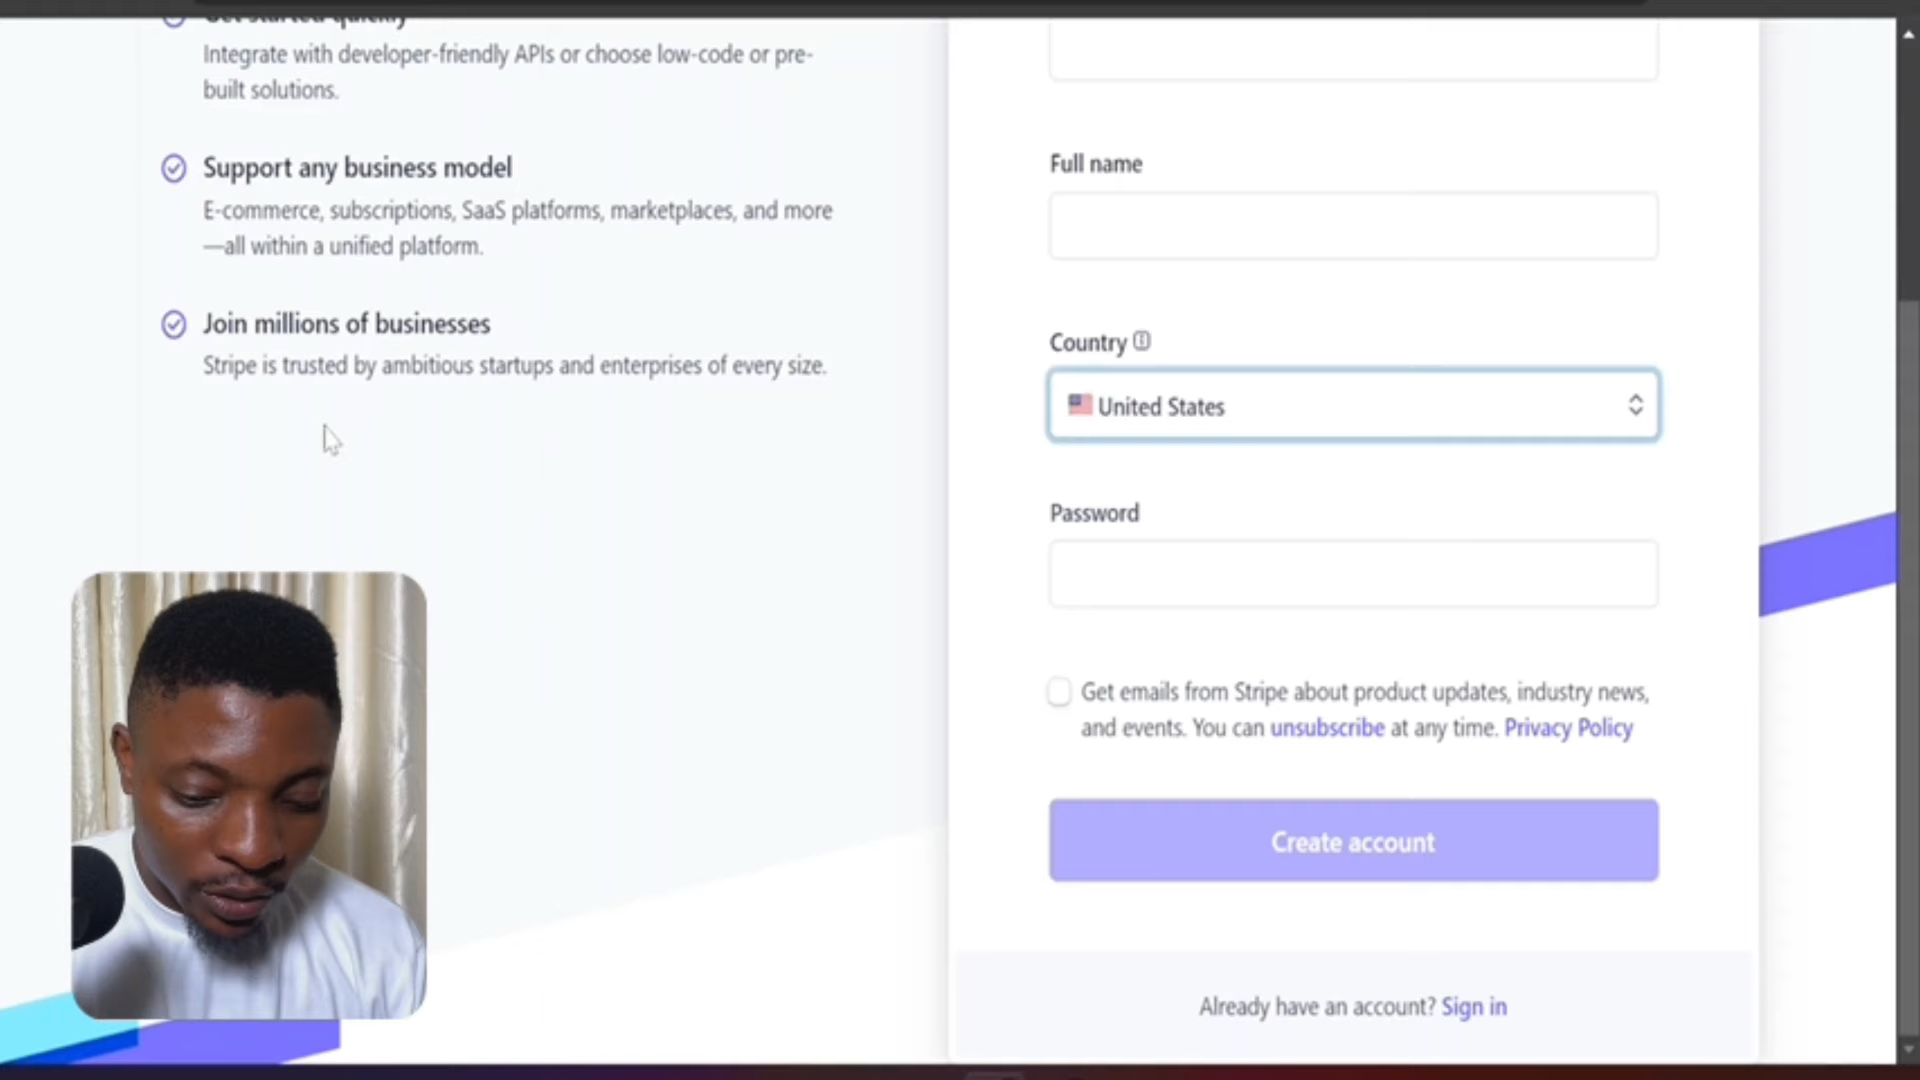 Get started quickly
Integrate with developer-friendly APIs or choose low-code or pre-
built solutions.
Support any business model
E-commerce, subscriptions, SaaS platforms, marketplaces, and more
—all within a unified platform.
Join millions of businesses
Stripe is trusted by ambitious startups and enterprises of every size.
Full name
Country
United States
Password
Get emails from Stripe about product updates, industry news,
and events. You can unsubscribe at any time. Privacy Policy
Create account
Already have an account? Sign in